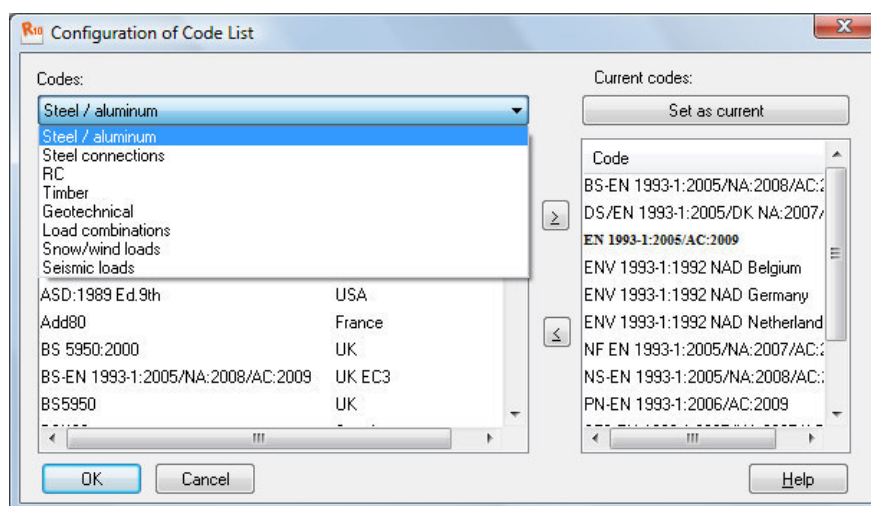 R10 Configuration of Code List
Codes:
Steel / aluminum
Steel / aluminum
Steel connections
RC
Timber
Geotechnical
Load combinations
Snow/wind loads
Seismic loads
ASD:1989 Ed.9th USA
Add80 France
BS 5950:2000 UK
BS-EN 1993-1:2005/NA:2008/AC:2009 UK EC3
BS5950 UK
≥
≤
Current codes:
Set as current
Code
BS-EN 1993-1:2005/NA:2008/AC:2
DS/EN 1993-1:2005/DK NA:2007/
EN 1993-1:2005/AC:2009
ENV 1993-1:1992 NAD Belgium
ENV 1993-1:1992 NAD Germany
ENV 1993-1:1992 NAD Netherland
NF EN 1993-1:2005/NA:2007/AC:2
NS-EN 1993-1:2005/NA:2008/AC:
PN-EN 1993-1:2006/AC:2009
OK Cancel Help